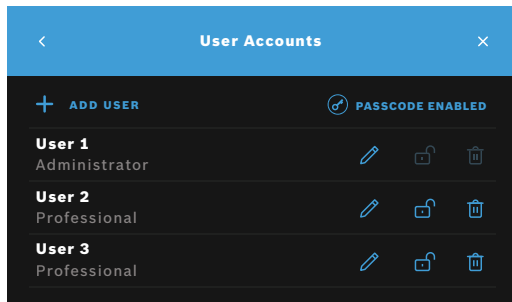 User Accounts
ADD USER
PASSCODE ENABLED
User 1
Administrator
User 2
Professional
User 3
Professional